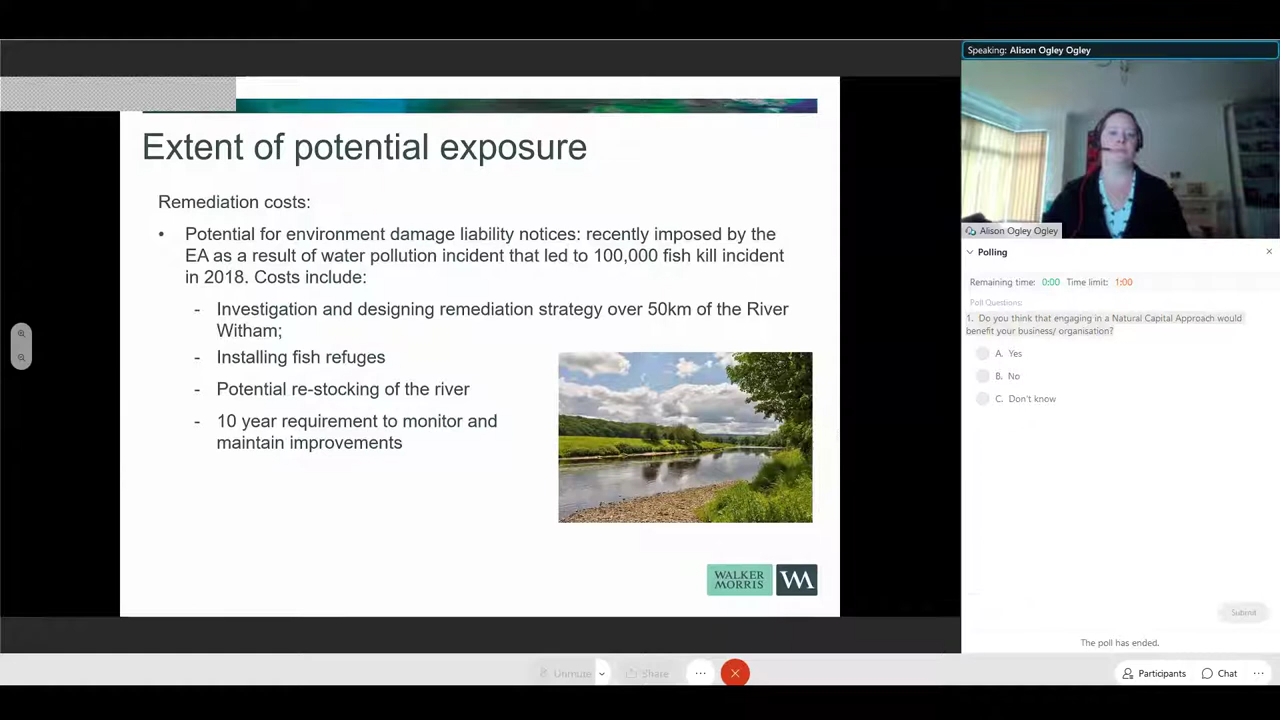 Speaking: Alison Ogley Ogley
Extent of potential exposure
Remediation costs:
• Potential for environment damage liability notices: recently imposed by the
EA as a result of water pollution incident that led to 100,000 fish kill incident
in 2018. Costs include:
- Investigation and designing remediation strategy over 50km of the River
Witham;
- Installing fish refuges
- Potential re-stocking of the river
- 10 year requirement to monitor and
maintain improvements
WALKER
MORRIS
WM
Alison Ogley Ogley
Polling
Remaining time: 0:00 Time limit: 1:00
Poll Questions:
1. Do you think that engaging in a Natural Capital Approach would
benefit your business/ organisation?
A. Yes
B. No
C. Don't know
Submit
The poll has ended.
Unmute
Share
Participants
Chat